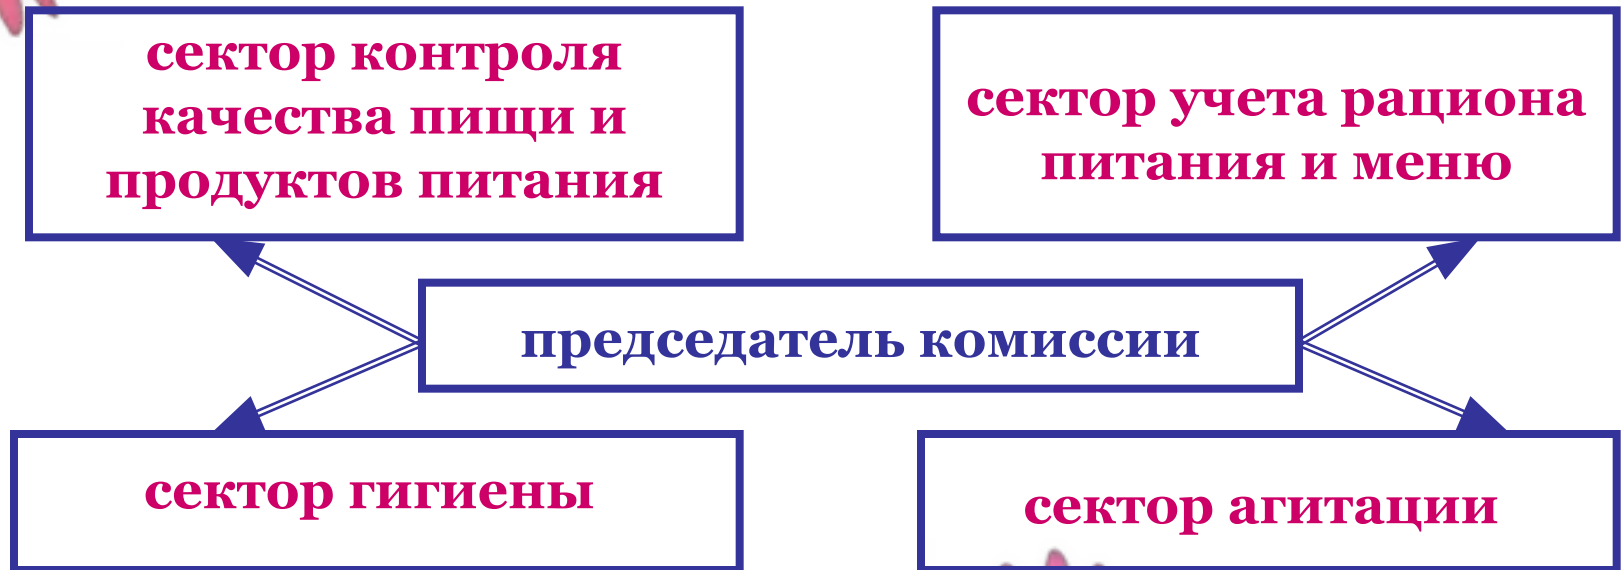 сектор контроля
качества пищи и
продуктов питания
сектор учета рациона
питания и меню
председатель комиссии
сектор гигиены
сектор агитации